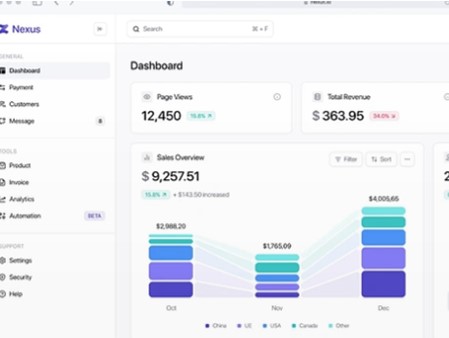 Nexus
GENERAL
Dashboard
Payment
Customers
Message 8
TOOLS
Product
Invoice
Analytics
Automation BETA
SUPPORT
Settings
Security
Help
Search ⌘ + F
Dashboard
Page Views
12,450 15.8%
Total Revenue
$ 363.95 34.0%
Sales Overview
Filter
Sort
$ 9,257.51
15.8% + $143.50 increased
$2,988,20
$1,765,09
$4,005,65
Oct
Nov
Dec
China
US
USA
Canada
Other